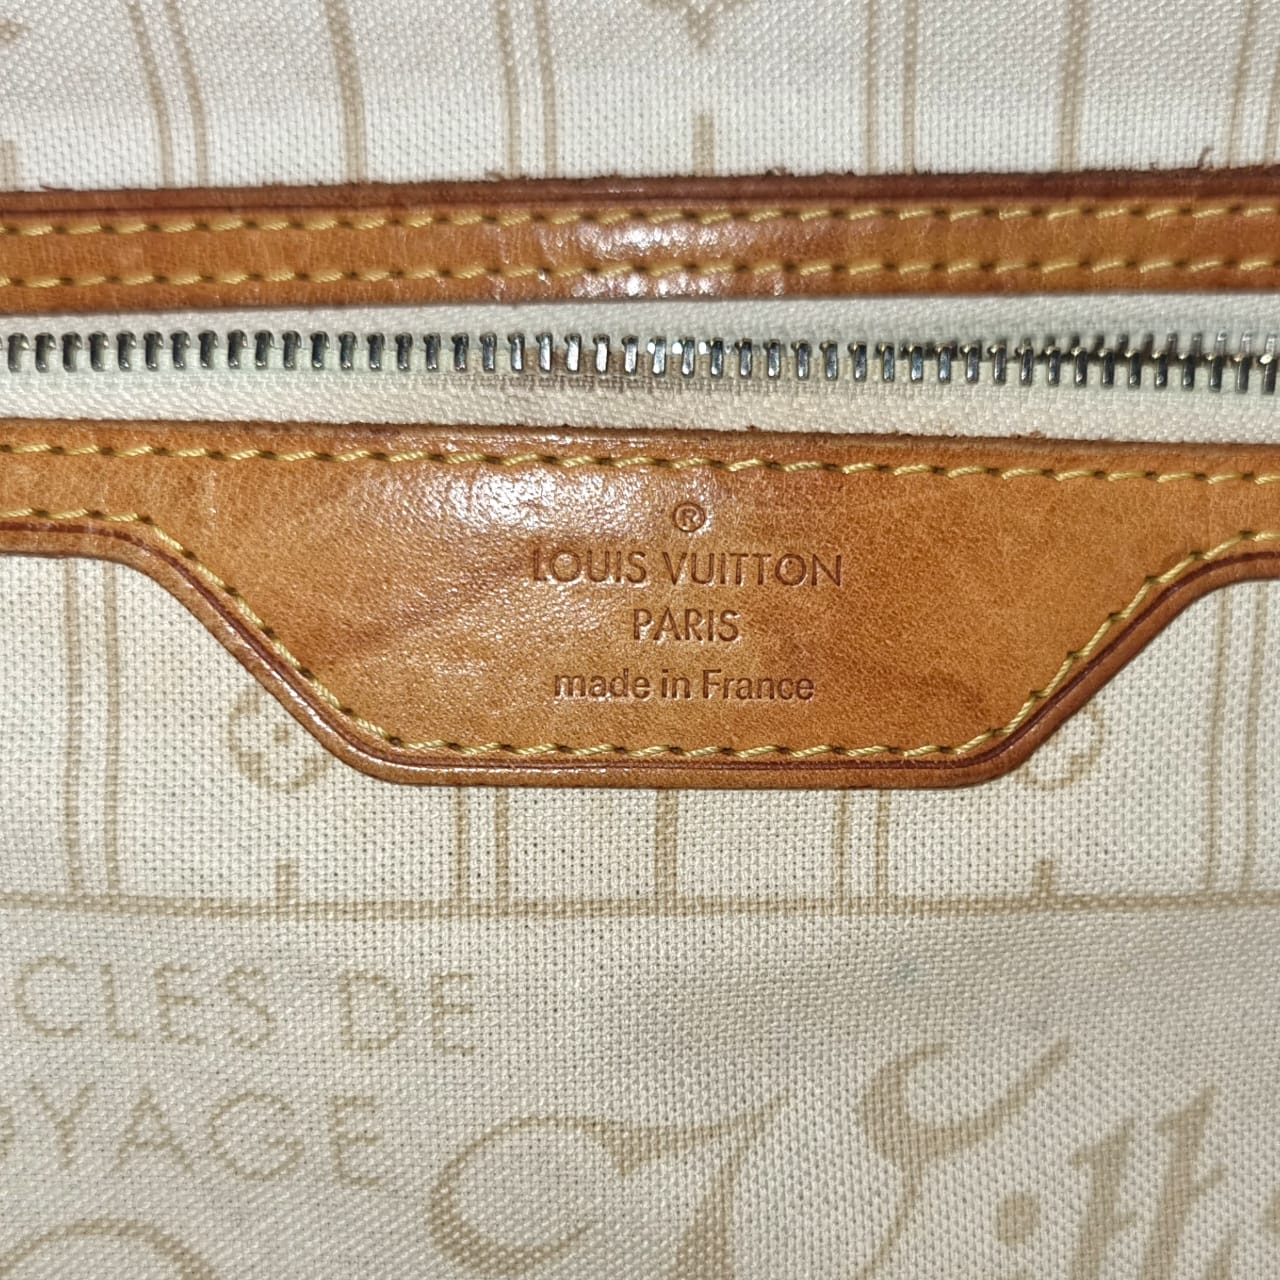 ®
LOUIS VUITTON
PARIS
made in France
CLES DE
YAGE